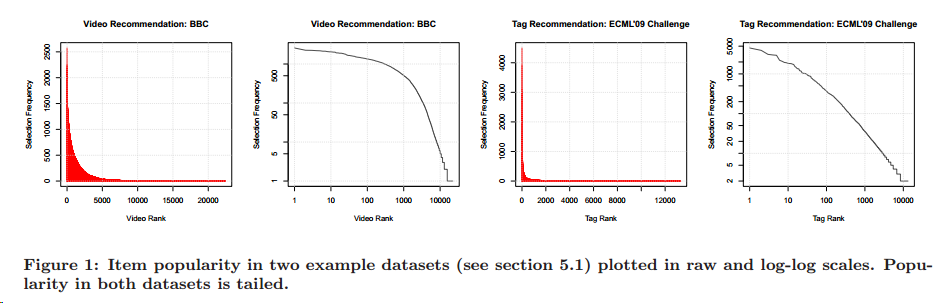 Video Recommendation: BBC
Selection Frequency
2500
2000
1500
1000
500
0
0 5000 10000 20000
Video Rank
Video Recommendation: BBC
Selection Frequency
500
50
5
1
1 10 100 1000 10000
Video Rank
Tag Recommendation: ECML'09 Challenge
Selection Frequency
4000
3000
2000
1000
0
0 2000 4000 6000 8000 12000
Tag Rank
Tag Recommendation: ECML'09 Challenge
Selection Frequency
5000
1000
200
50
20
5
2
1 10 100 1000 10000
Tag Rank
Figure 1: Item popularity in two example datasets (see section 5.1) plotted in raw and log-log scales. Popu-
larity in both datasets is tailed.